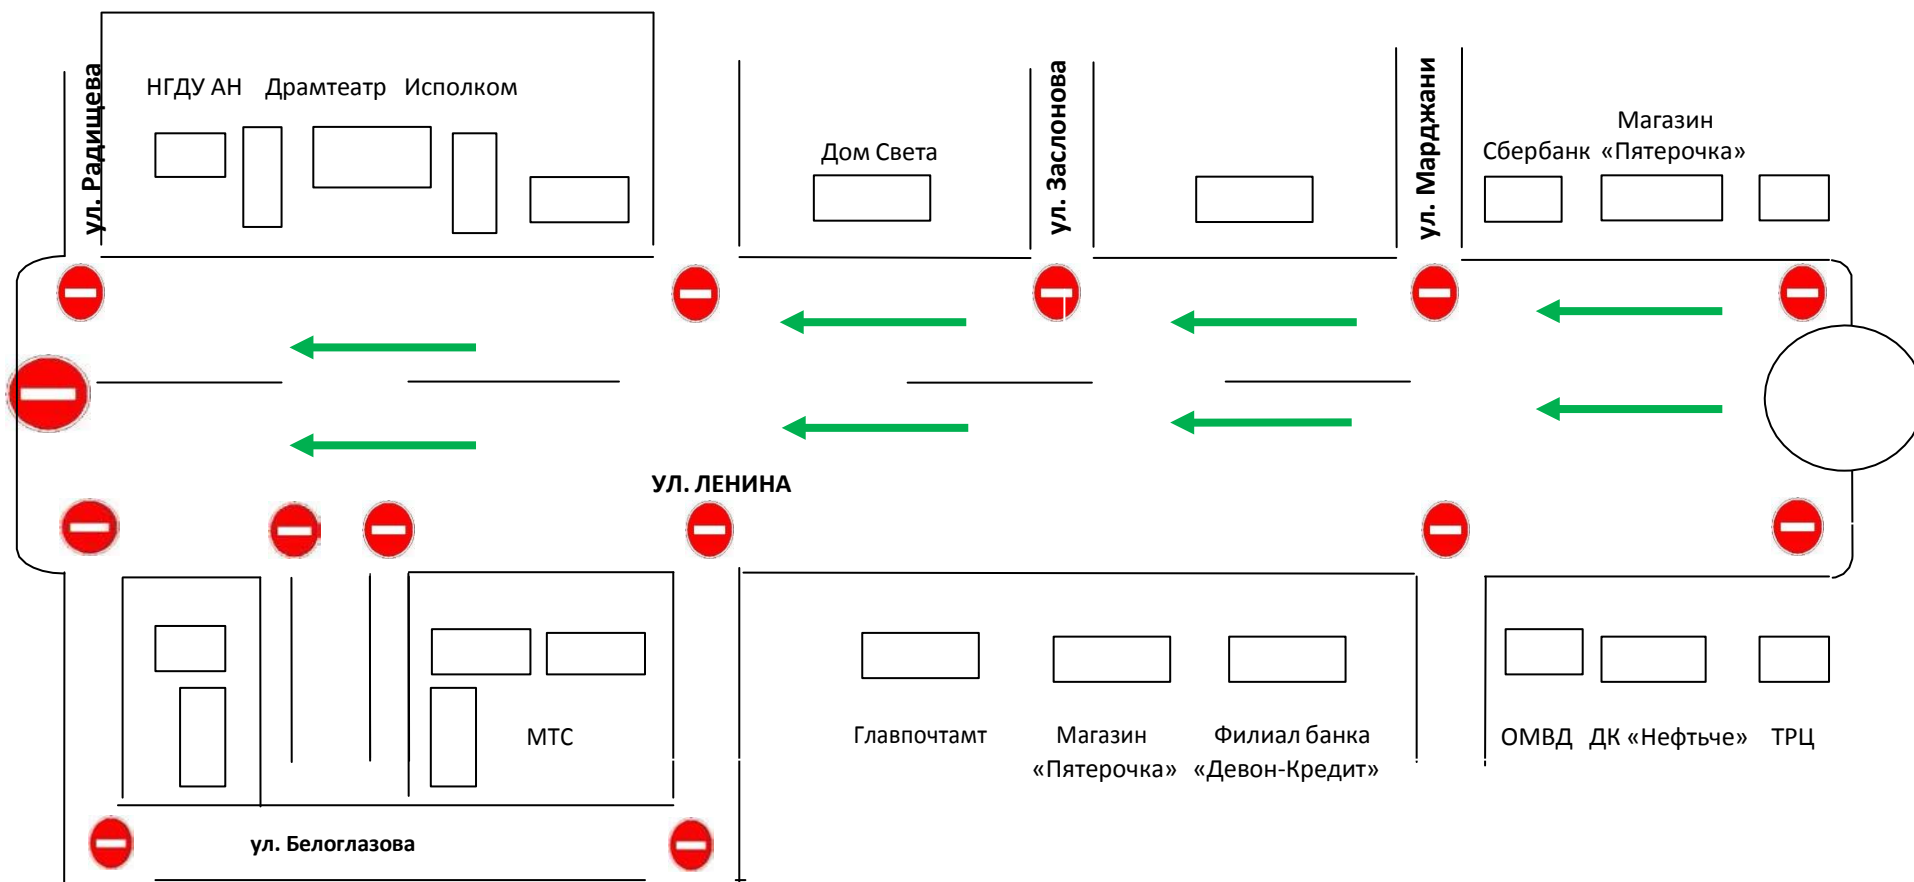 ул. Радищева
НГДУ АН
Драмтеатр
Исполком
Дом Света
ул. Заслонова
ул. Марджани
Сбербанк
Магазин
«Пятерочка»
УЛ. ЛЕНИНА
МТС
Главпочтамт
Магазин
«Пятерочка»
Филиал банка
«Девон-Кредит»
ОМВД
ДК «Нефтьче»
ТРЦ
ул. Белоглазова